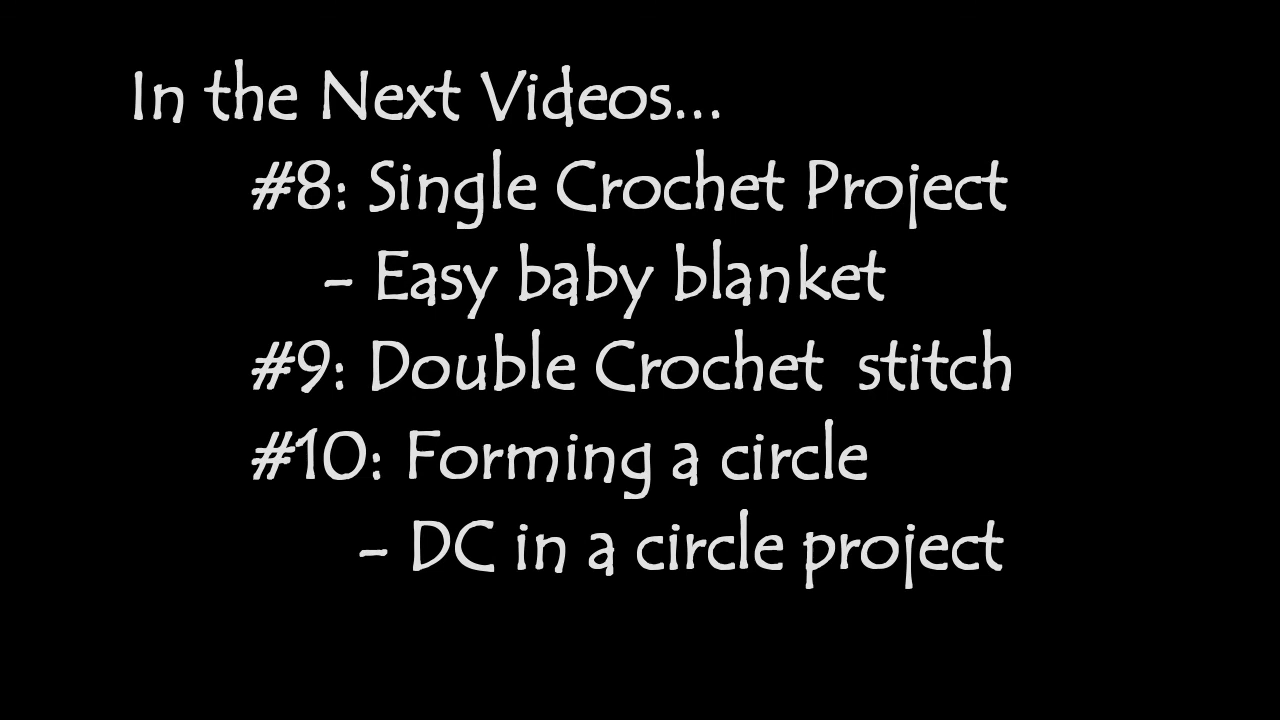 In the Next Videos...
#8: Single Crochet Project
- Easy baby blanket
#9: Double Crochet stitch
#10: Forming a circle
- DC in a circle project